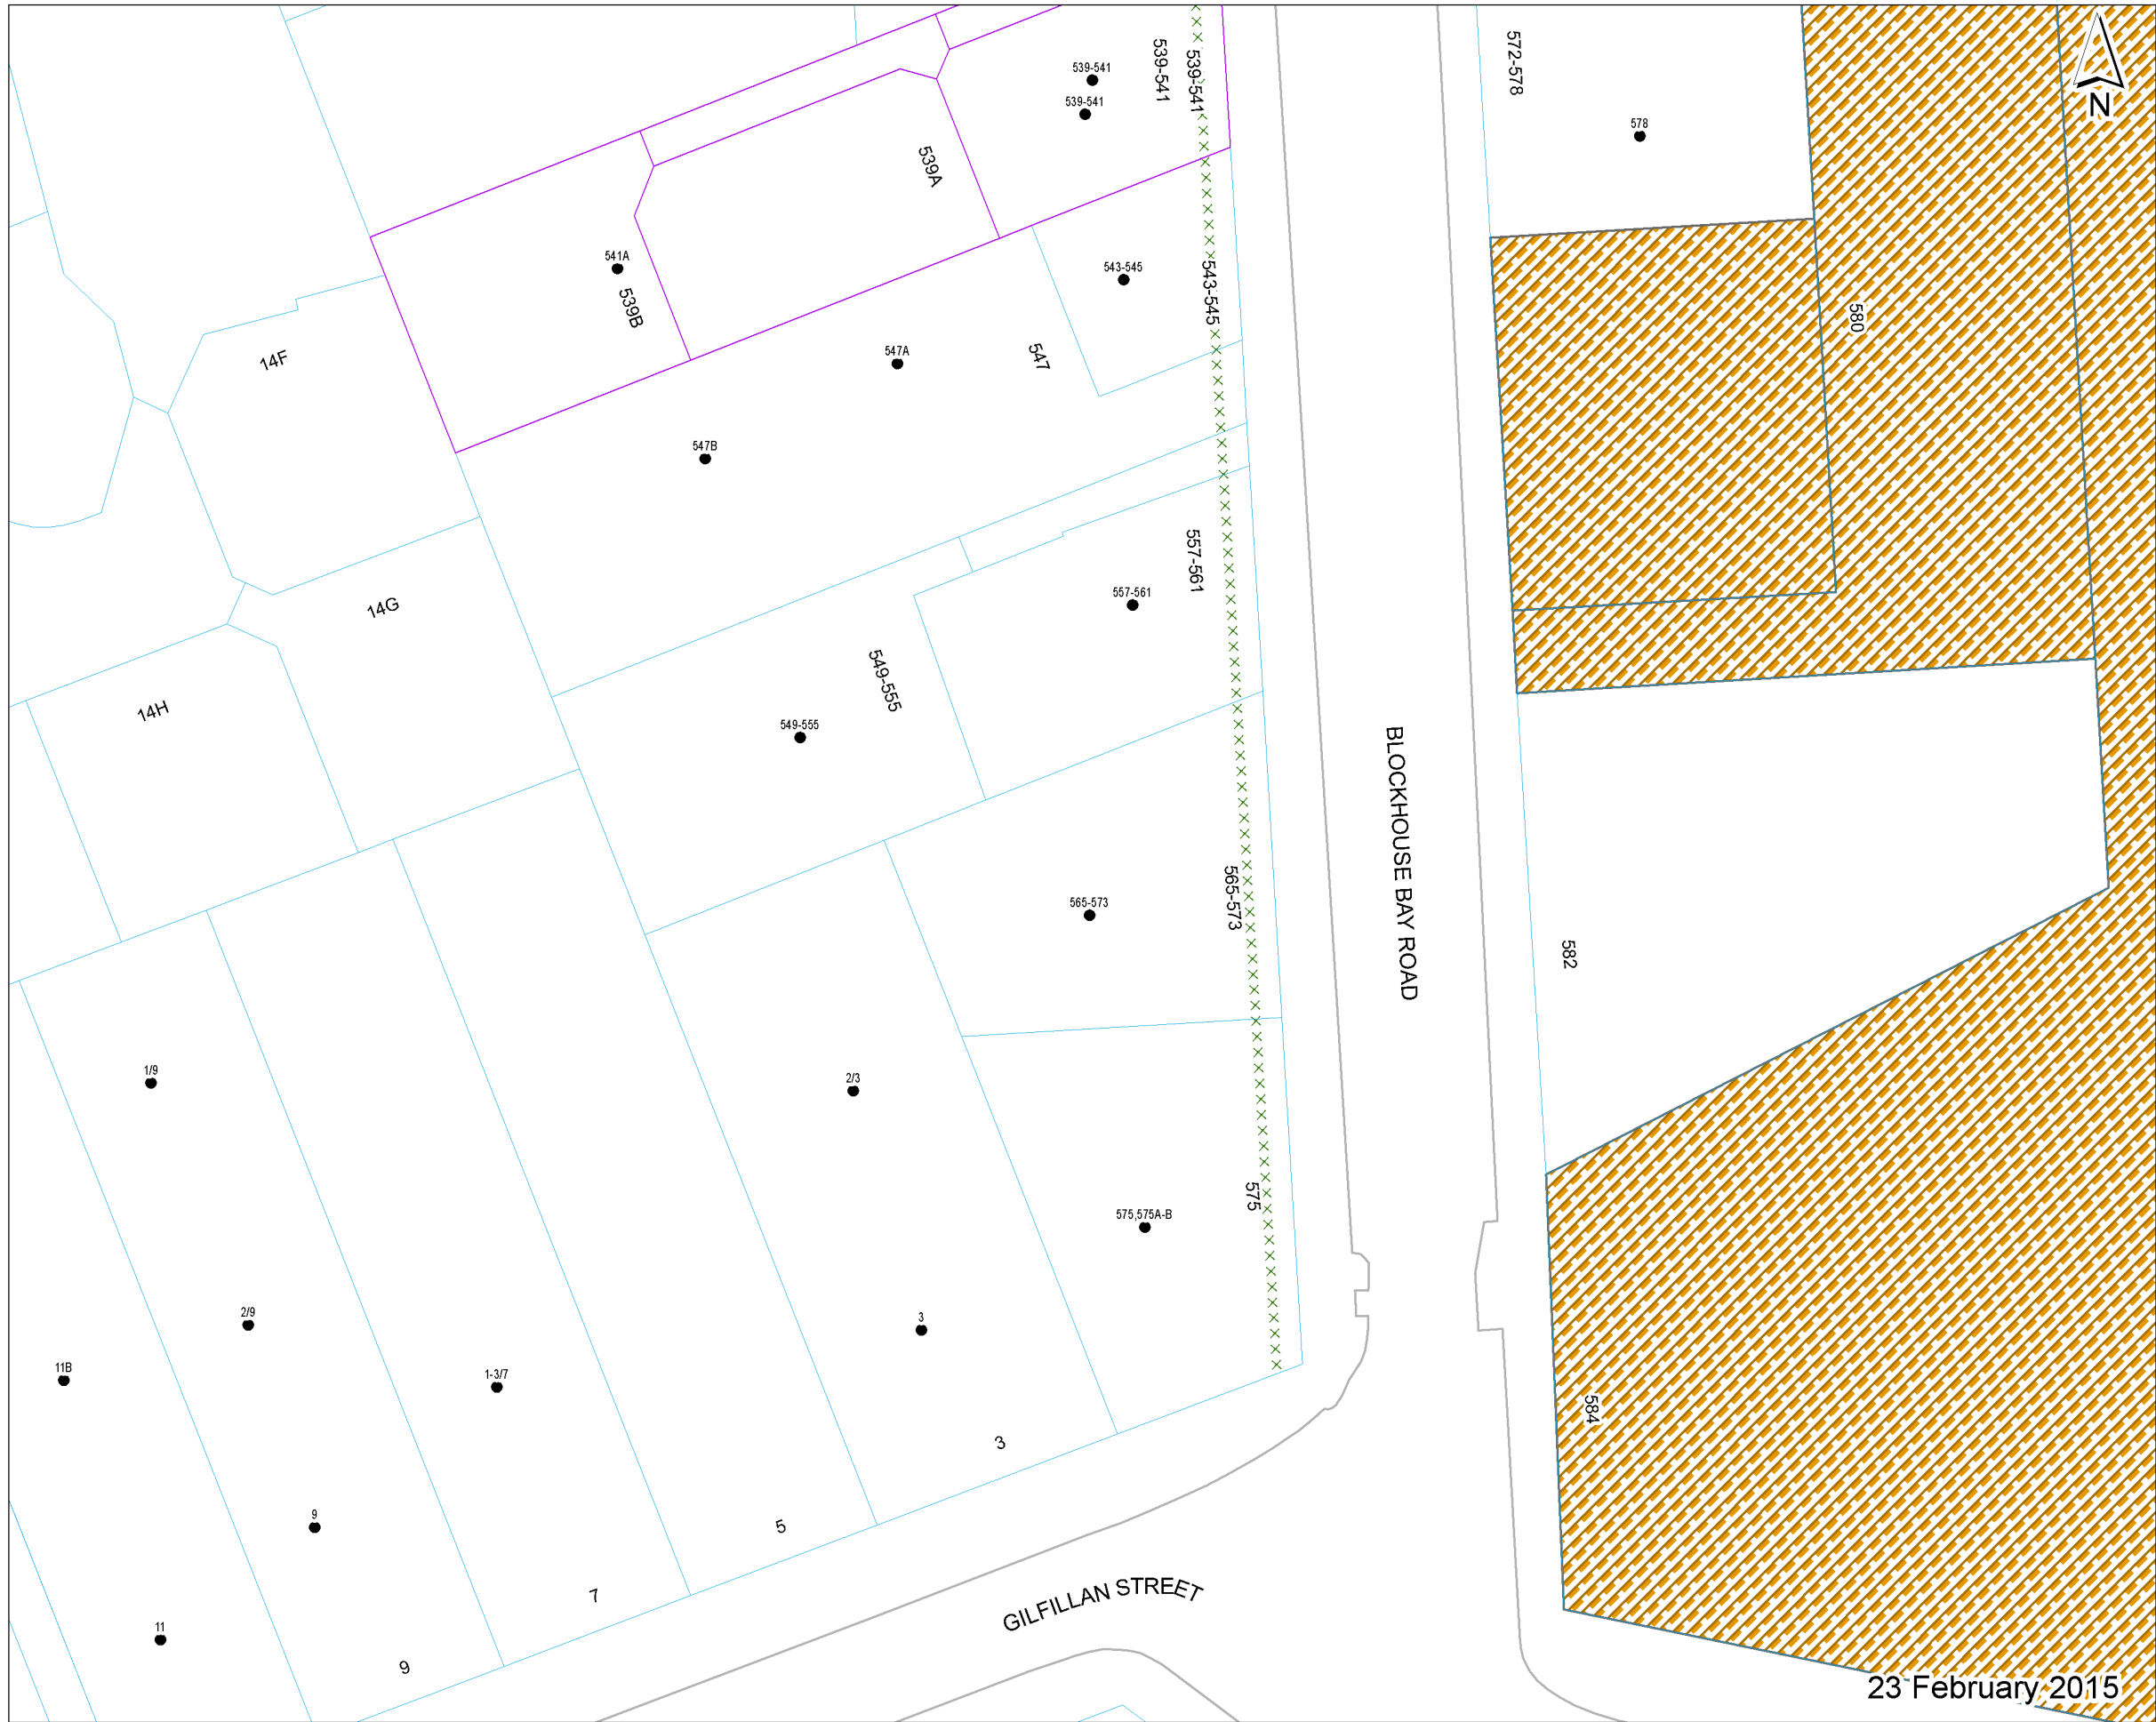 N
539-541
539-541
539-541
539-541
572-578
578
539A
541A
539B
543-545
543-545
580
14F
547A
547
547B
557-561
557-561
14G
549-555
14H
549-555
BLOCKHOUSE BAY ROAD
565-573
565-573
582
1/9
2/3
575
575,575A-B
2/9
3
11B
1-3/7
584
3
9
5
7
GILFILLAN STREET
11
9
23 February 2015